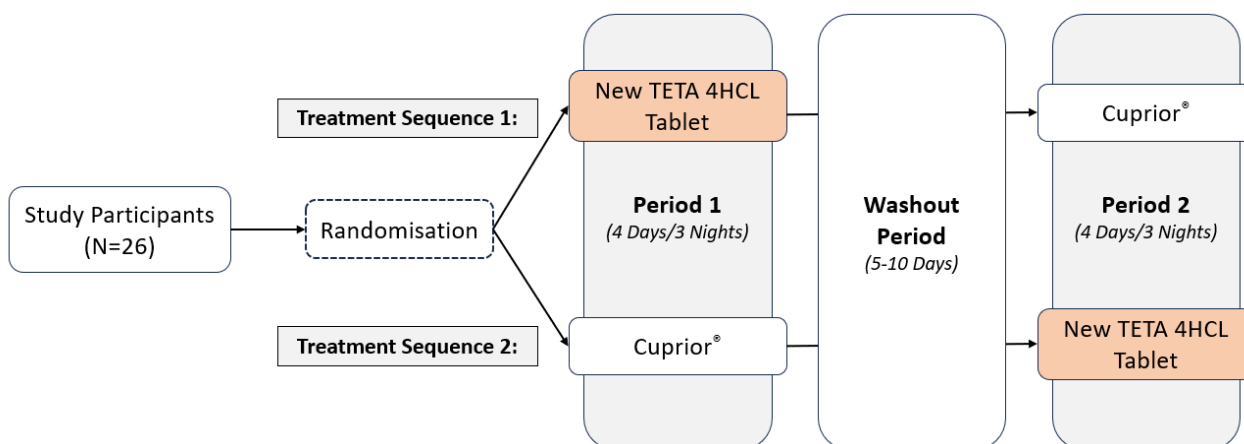 Treatment Sequence 1:
New TETA 4HCL
Tablet
Cuprior®
Study Participants
(N=26)
Randomisation
Period 1
(4 Days/3 Nights)
Washout
Period
(5-10 Days)
Period 2
(4 Days/3 Nights)
Treatment Sequence 2:
Cuprior®
New TETA 4HCL
Tablet